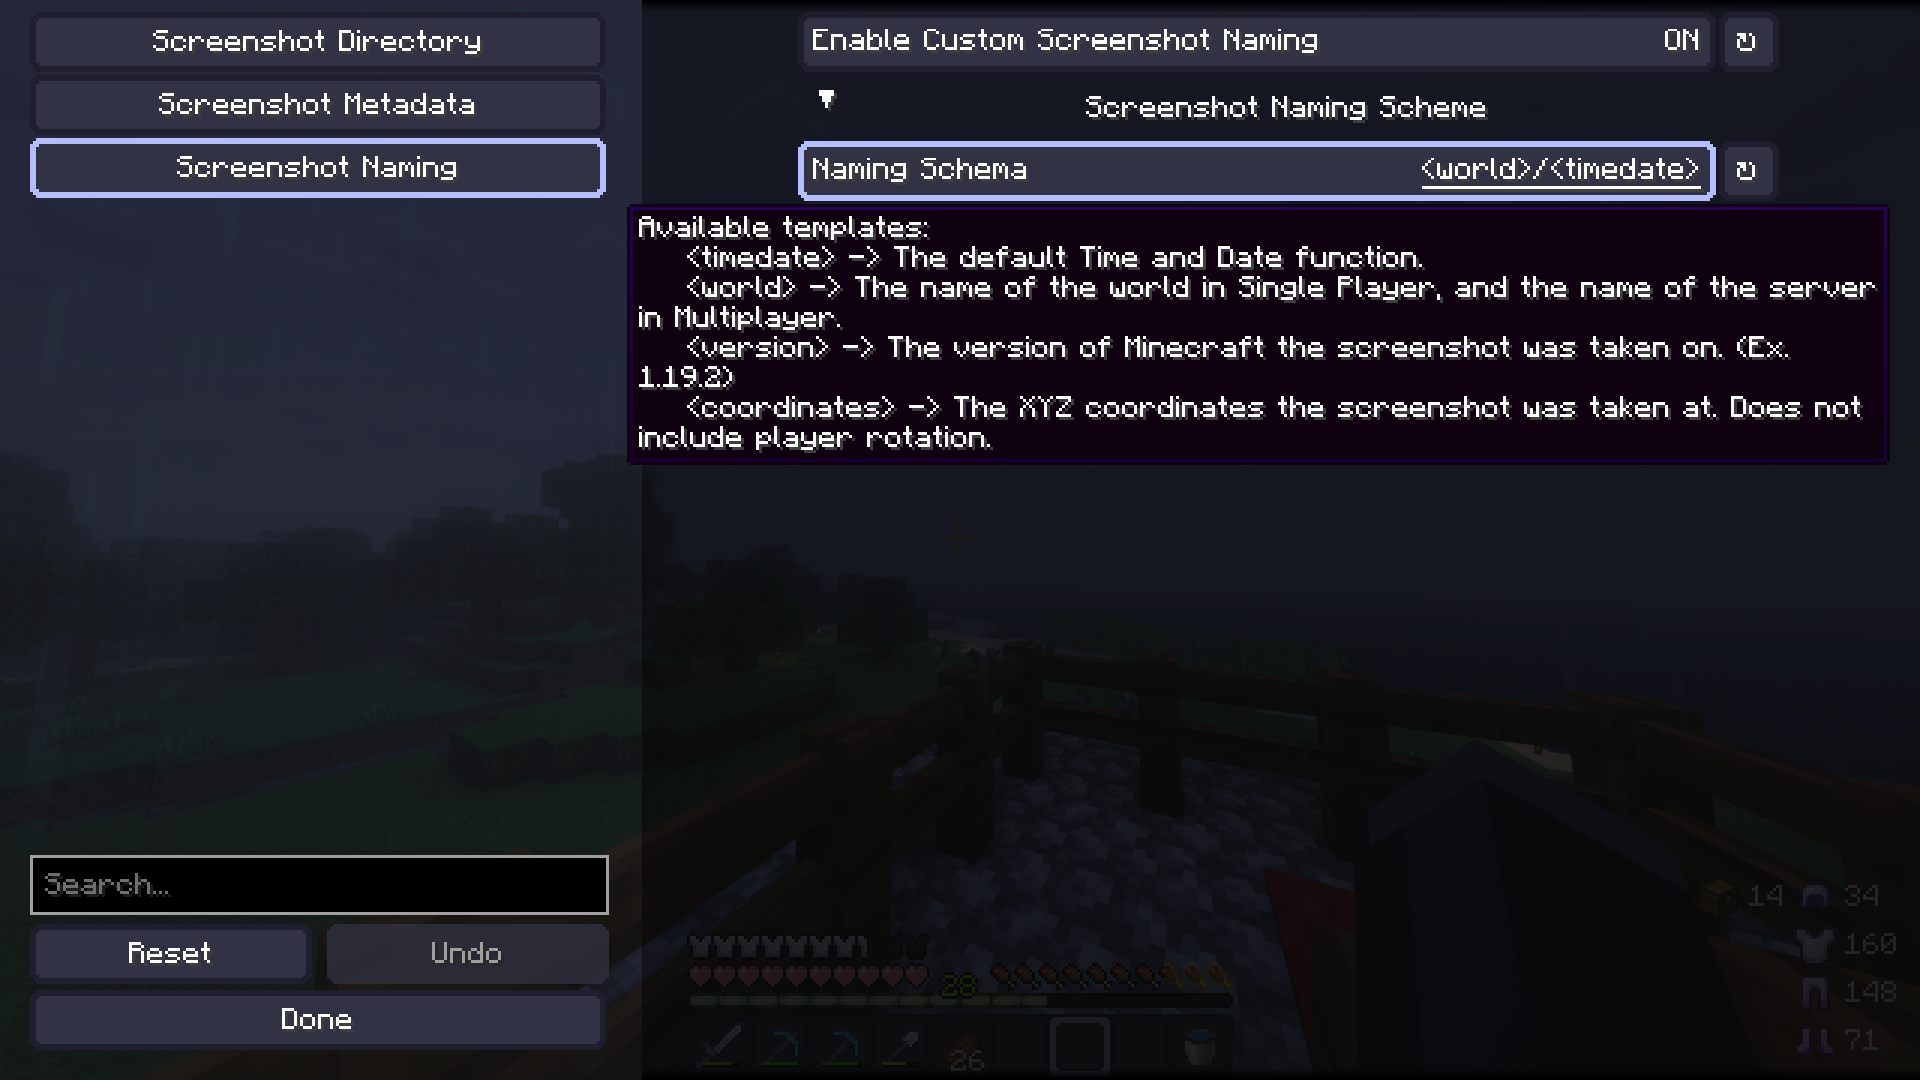 Screenshot Directory
Screenshot Metadata
Screenshot Naming
Enable Custom Screenshot Naming ON
Screenshot Naming Scheme
Naming Schema <world>/<timedate>
Available templates:
<timedate> -> The default Time and Date function.
<world> -> The name of the world in Single Player, and the name of the server
in Multiplayer.
<version> -> The version of Minecraft the screenshot was taken on. (Ex.
1.19.2)
<coordinates> -> The XYZ coordinates the screenshot was taken at. Does not
include player rotation.
Search...
Reset Undo
Done
28
26
14 34
160
148
71